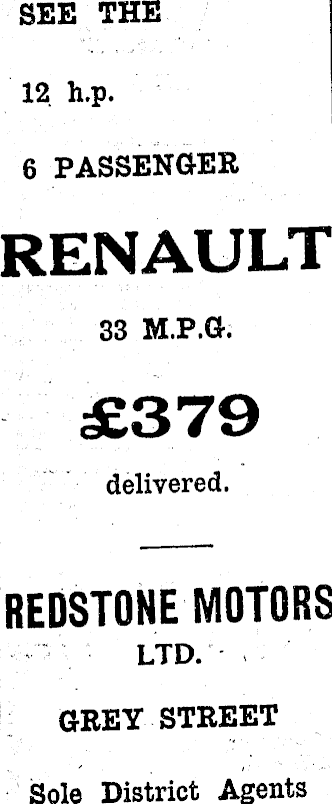 SEE THE
12 h.p.
6 PASSENGER
RENAULT
33 M.P.G.
£379
delivered.
REDSTONE MOTORS
LTD.
GREY STREET
Sole District Agents